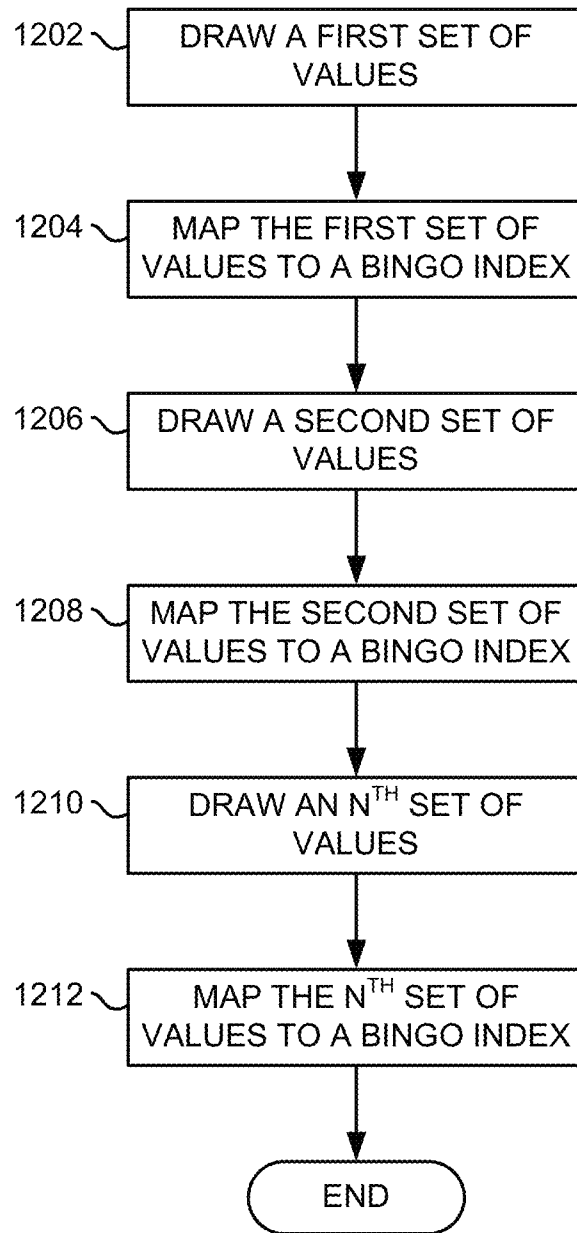 1202
DRAW A FIRST SET OF
VALUES
1204
MAP THE FIRST SET OF
VALUES TO A BINGO INDEX
1206
DRAW A SECOND SET OF
VALUES
1208
MAP THE SECOND SET OF
VALUES TO A BINGO INDEX
1210
DRAW AN N^TH SET OF
VALUES
1212
MAP THE N^TH SET OF
VALUES TO A BINGO INDEX
END